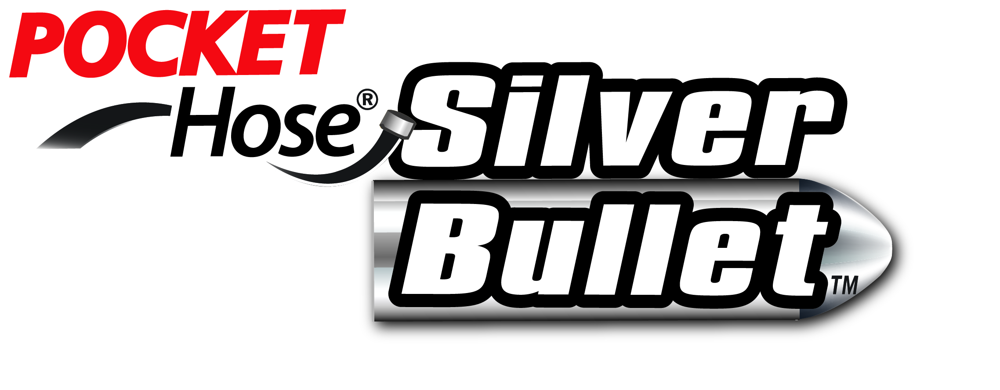 POCKET
Hose®
Silver
Bullet™